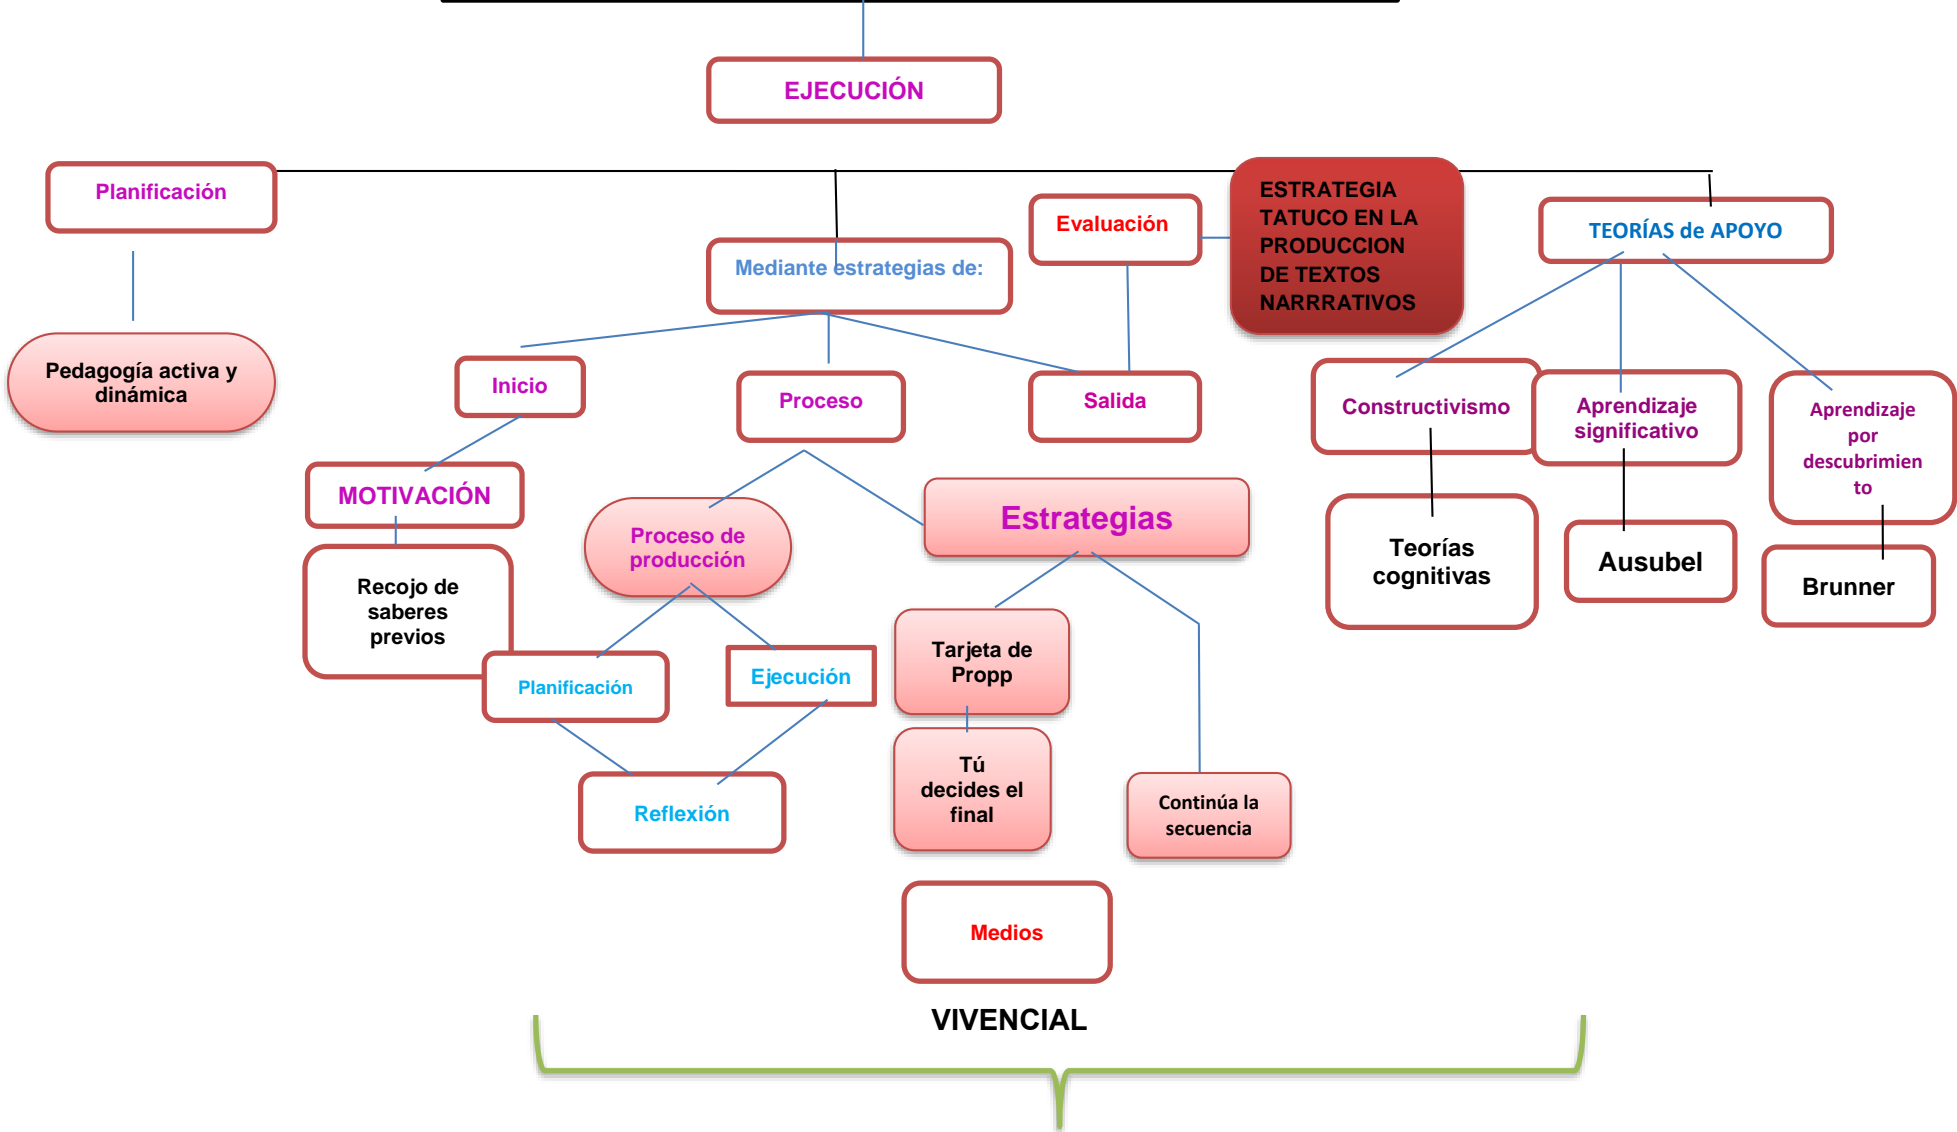 EJECUCIÓN
Planificación
Mediante estrategias de:
Evaluación
ESTRATEGIA
TATUCO EN LA
PRODUCCION
DE TEXTOS
NARRRATIVOS
TEORÍAS de APOYO
Pedagogía activa y
dinámica
Inicio
Proceso
Salida
Constructivismo
Aprendizaje
significativo
Aprendizaje
por
descubrimien
to
MOTIVACIÓN
Recojo de
saberes
previos
Proceso de
producción
Estrategias
Teorías
cognitivas
Ausubel
Brunner
Planificación
Ejecución
Tarjeta de
Propp
Reflexión
Tú
decides el
final
Continúa la
secuencia
Medios
VIVENCIAL